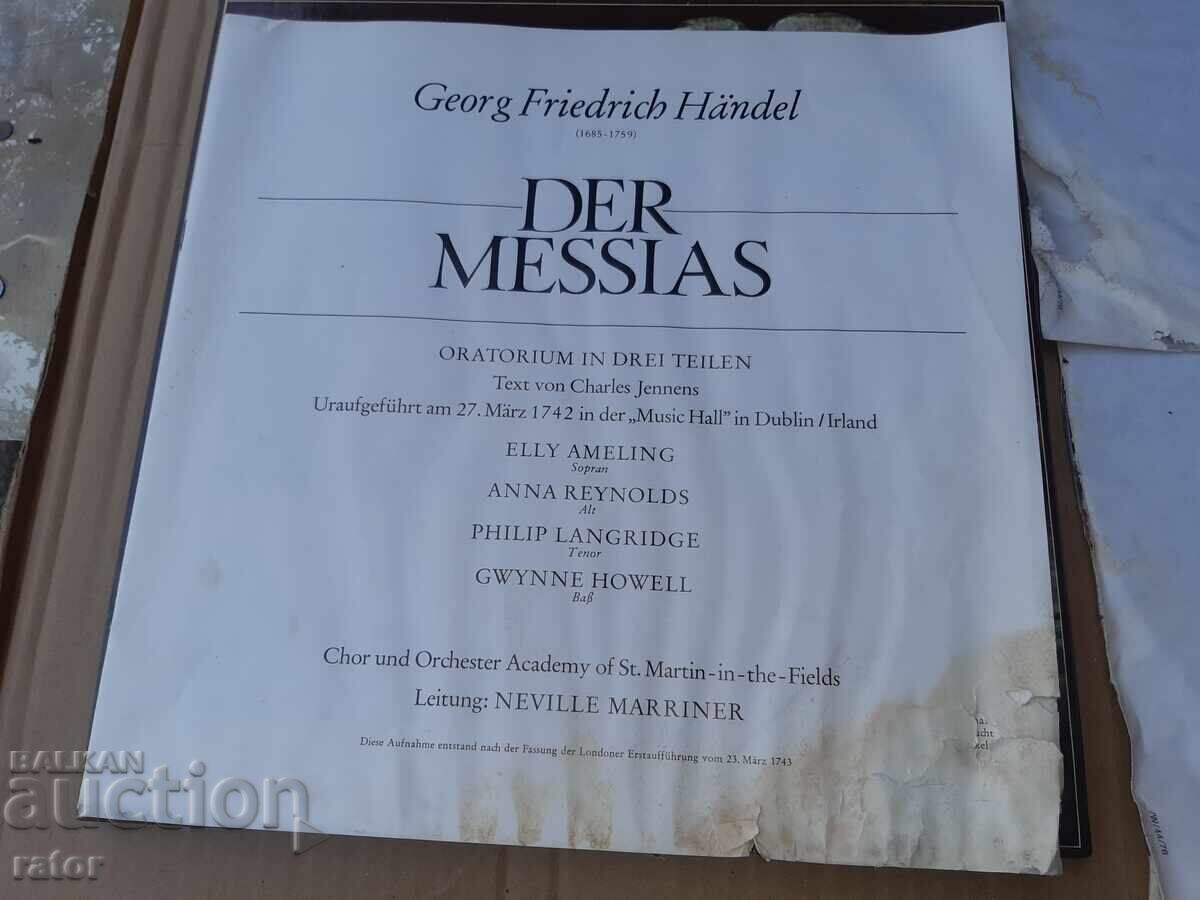 Georg Friedrich Händel
(1685-1759)
DER
MESSIAS
ORATORIUM IN DREI TEILEN
Text von Charles Jennens
Uraufgeführt am 27. März 1742 in der „Music Hall” in Dublin / Irland
ELLY AMELING
Sopran
ANNA REYNOLDS
Alt
PHILIP LANGRIDGE
Tenor
GWYNNE HOWELL
Baß
Chor und Orchester Academy of St. Martin-in-the-Fields
Leitung: NEVILLE MARRINER
Diese Aufnahme entstand nach der Fassung der Londoner Erstaufführung vom 23. März 1743
BALKAN
auction
rator